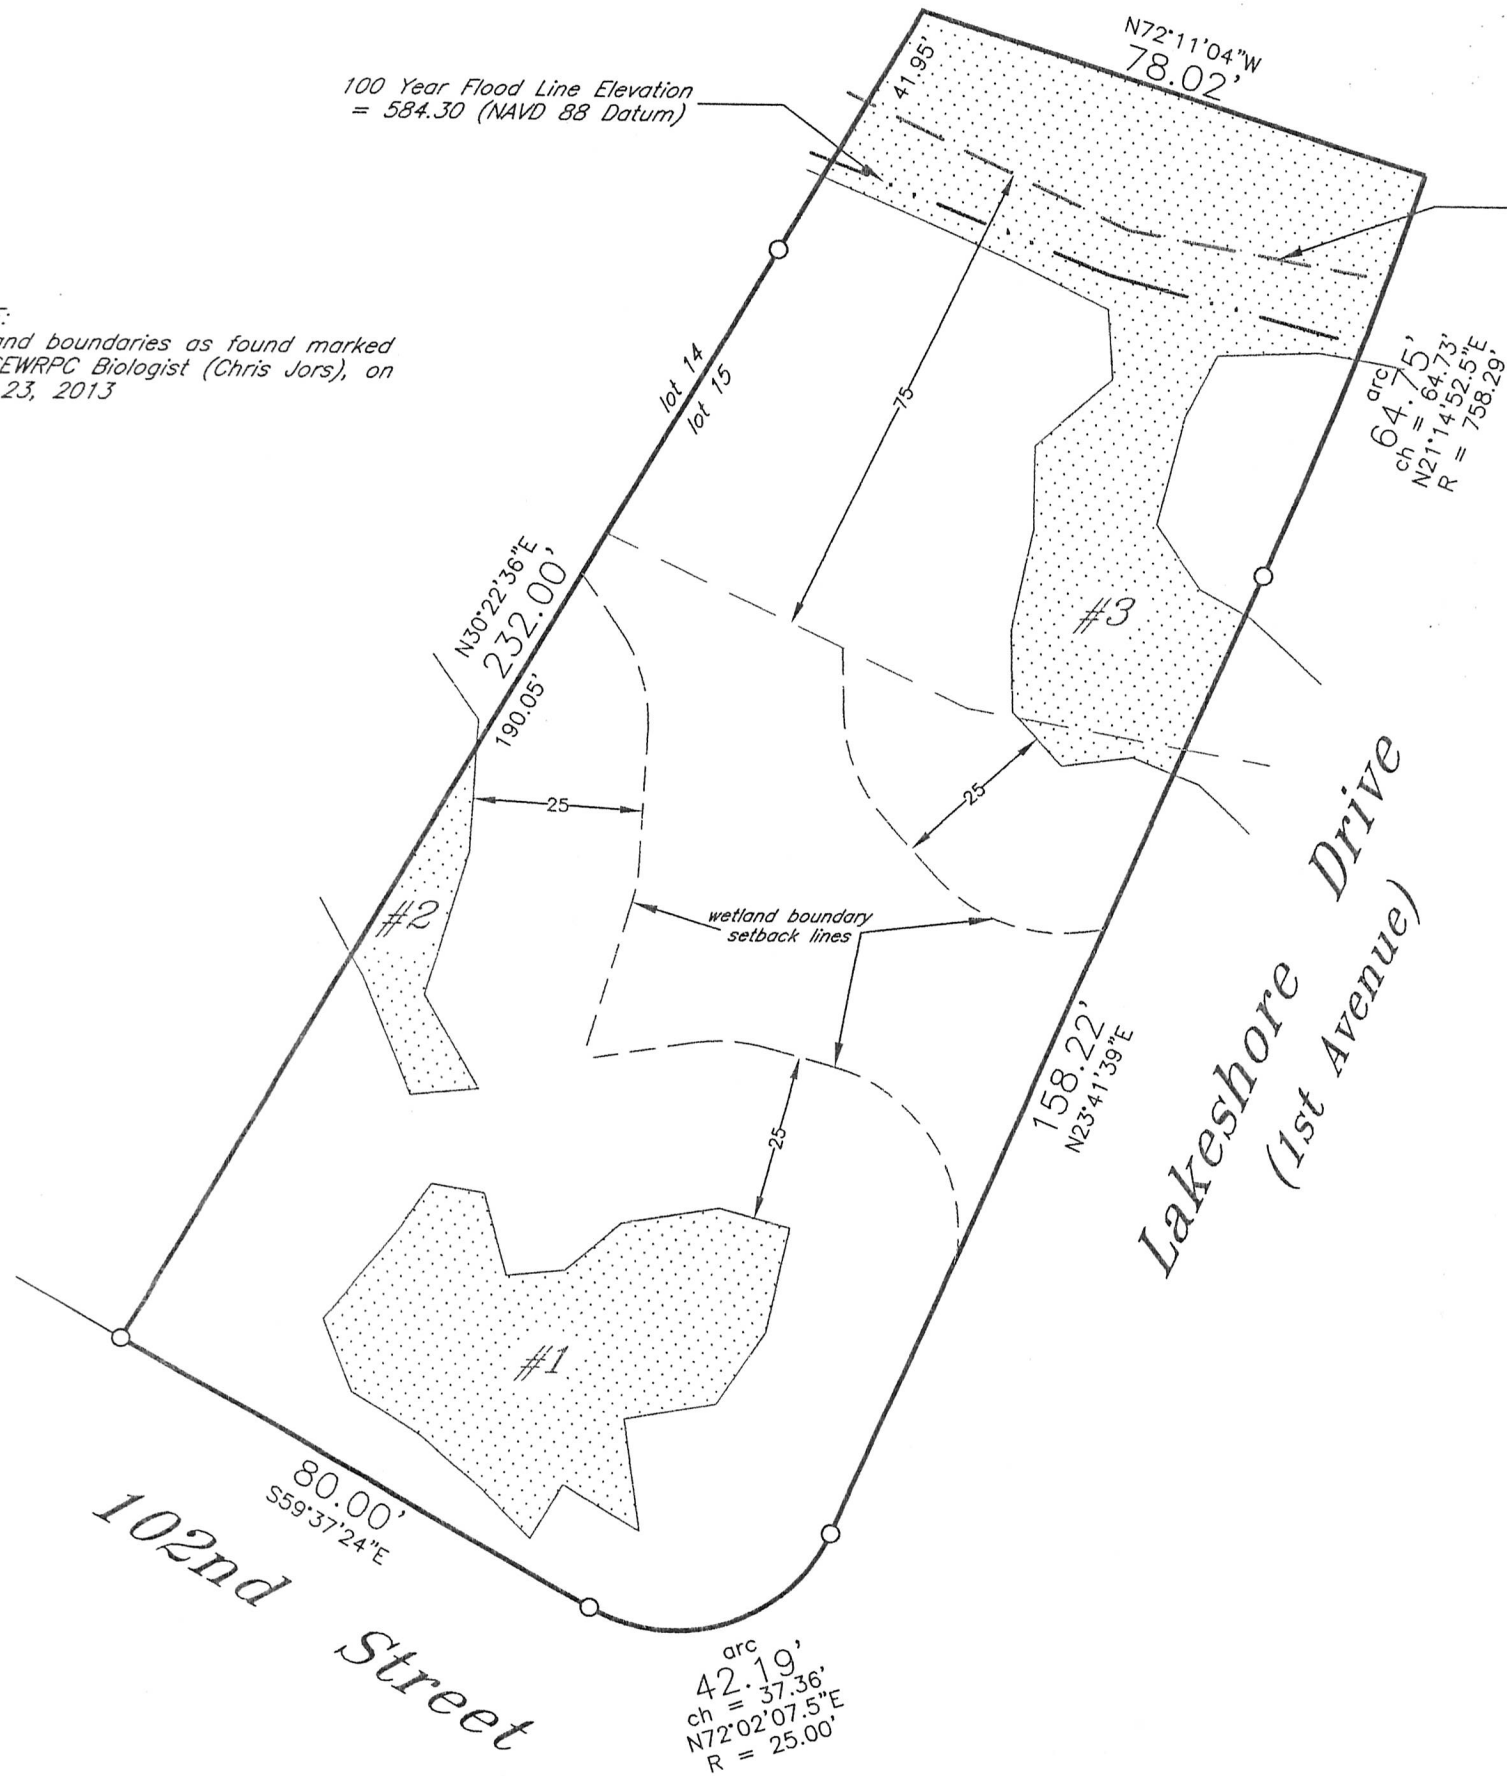 N72°11'04"W
78.02'
41.95'
100 Year Flood Line Elevation
= 584.30 (NAVD 88 Datum)
and boundaries as found marked
EWRPC Biologist (Chris Jors), on
23, 2013
lot 14
lot 15
75
arc
64.75'
ch = 64.73'
N21°14'52.5"E
R = 758.29'
N30°22'36"E
232.00'
190.05'
#3
25
25
#2
wetland boundary
setback lines
Lakeshore Drive
(1st Avenue)
158.22'
N23°41'39"E
25
#1
80.00'
S59°37'24"E
102nd Street
arc
42.19'
ch = 37.36'
N72°02'07.5"E
R = 25.00'